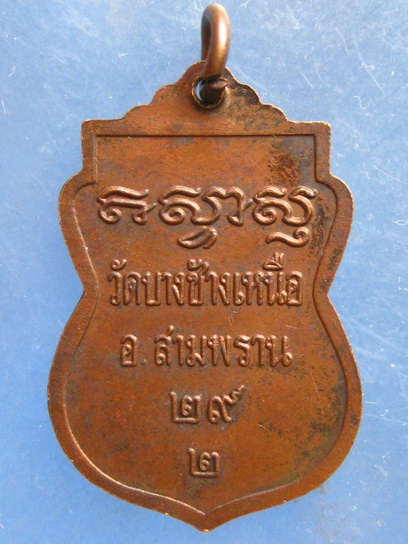 วัดบางช้างเหนือ
อ. สามพราน
๒๙
๒